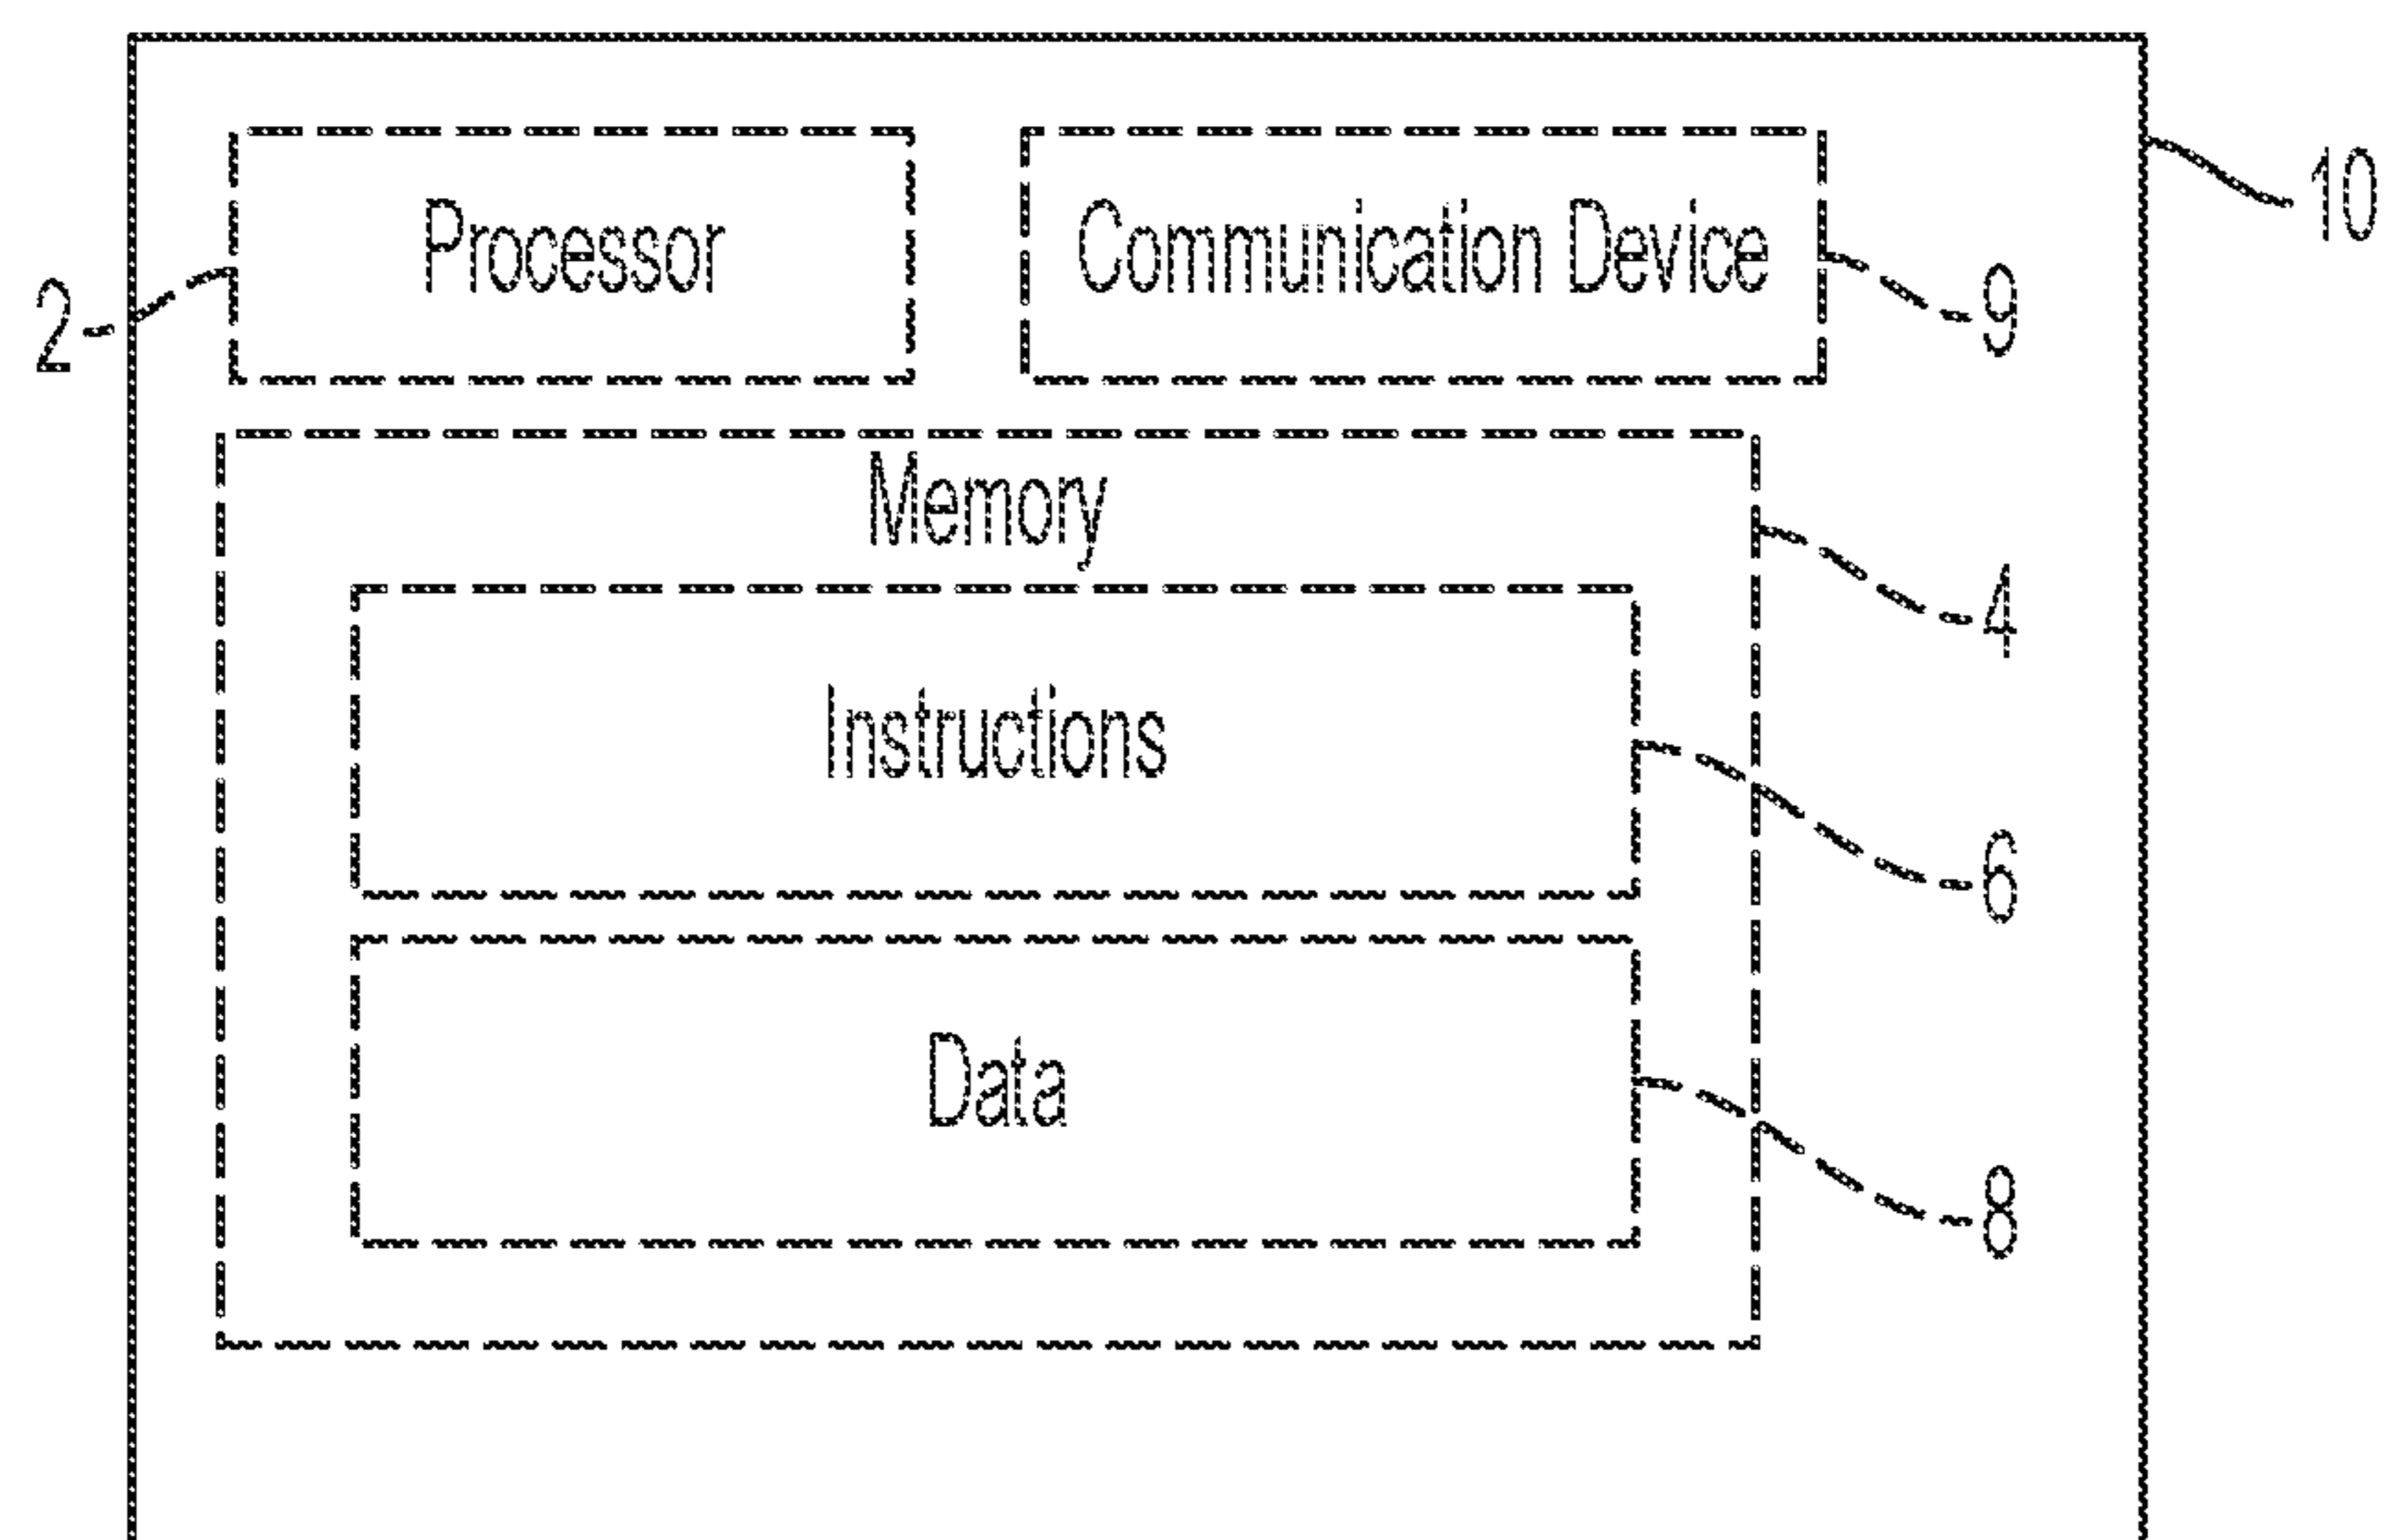 Processor
Communication Device
10
2
9
Memory
4
Instructions
6
Data
8